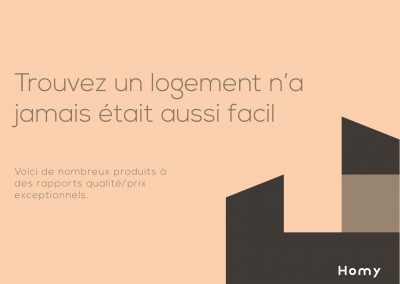 Trouvez un logement n'a
jamais était aussi facil
Voici de nombreux produits à
des rapports qualité/prix
exceptionnels.
Homy